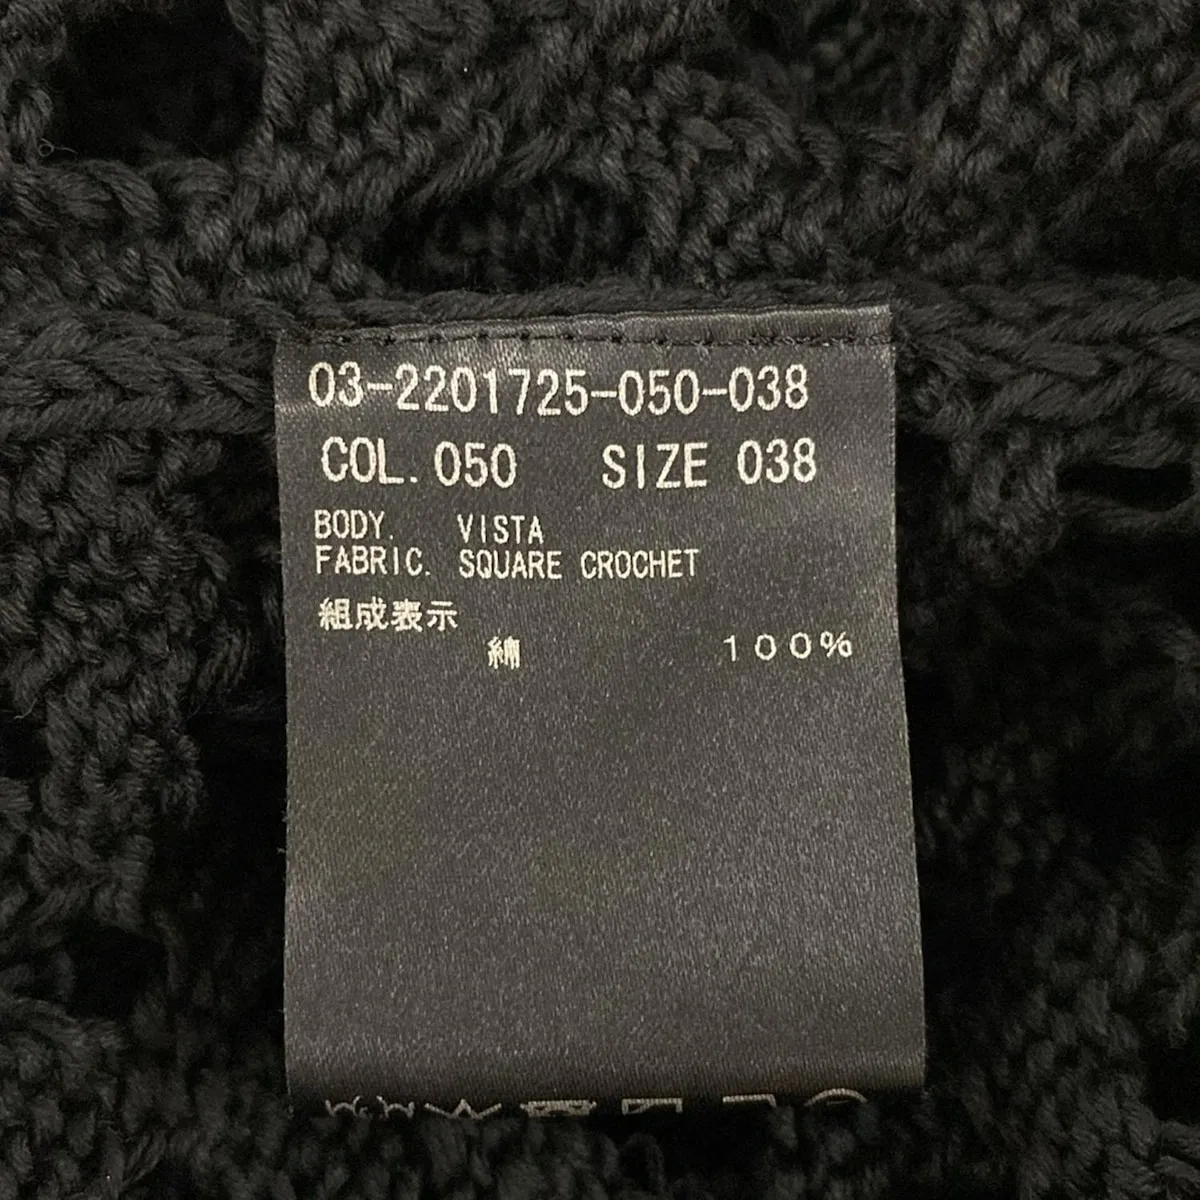 03-2201725-050-038
COL. 050 SIZE 038
BODY. VISTA
FABRIC. SQUARE CROCHET
組成表示
綿 100%